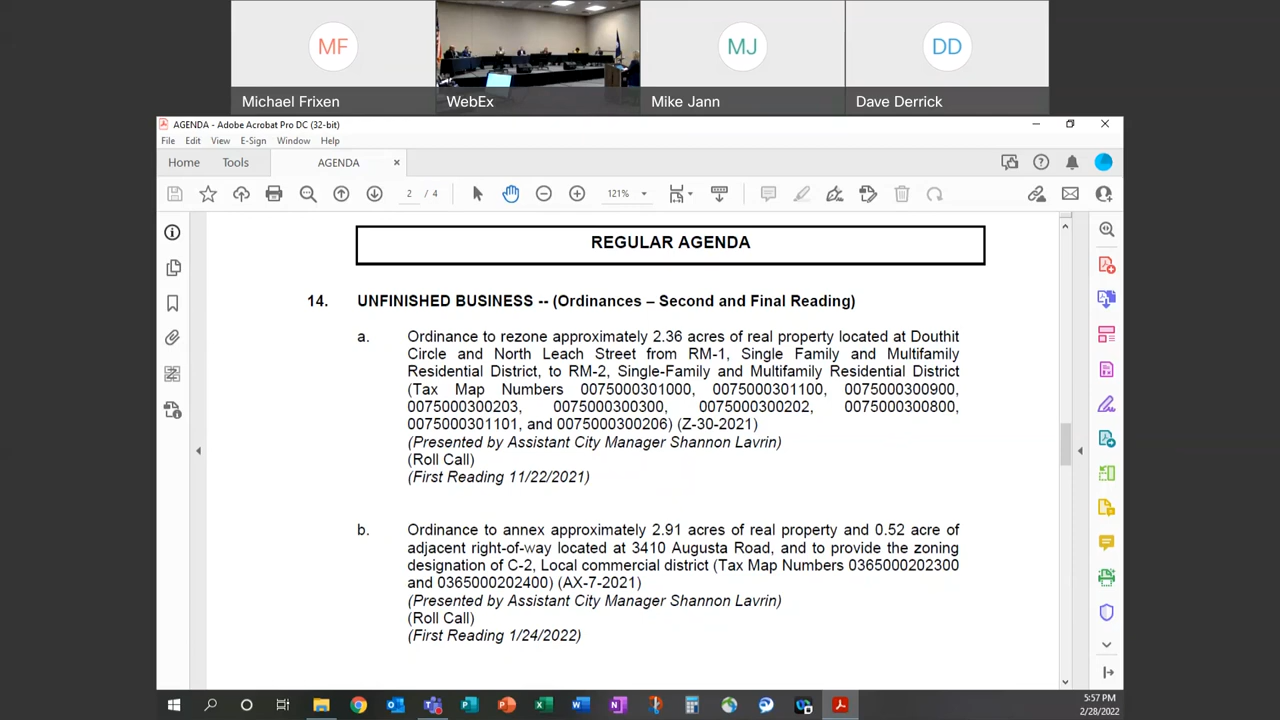 MF
MJ
DD
Michael Frixen
WebEx
Mike Jann
Dave Derrick
AGENDA - Adobe Acrobat Pro DC (32-bit)
File Edit View E-Sign Window Help
Home Tools AGENDA
2 / 4 121%
REGULAR AGENDA
14. UNFINISHED BUSINESS -- (Ordinances – Second and Final Reading)
a. Ordinance to rezone approximately 2.36 acres of real property located at Douthit
Circle and North Leach Street from RM-1, Single Family and Multifamily
Residential District, to RM-2, Single-Family and Multifamily Residential District
(Tax Map Numbers 0075000301000, 0075000301100, 0075000300900,
0075000300203, 0075000300300, 0075000300202, 0075000300800,
0075000301101, and 0075000300206) (Z-30-2021)
(Presented by Assistant City Manager Shannon Lavrin)
(Roll Call)
(First Reading 11/22/2021)
b. Ordinance to annex approximately 2.91 acres of real property and 0.52 acre of
adjacent right-of-way located at 3410 Augusta Road, and to provide the zoning
designation of C-2, Local commercial district (Tax Map Numbers 0365000202300
and 0365000202400) (AX-7-2021)
(Presented by Assistant City Manager Shannon Lavrin)
(Roll Call)
(First Reading 1/24/2022)
5:57 PM
2/28/2022